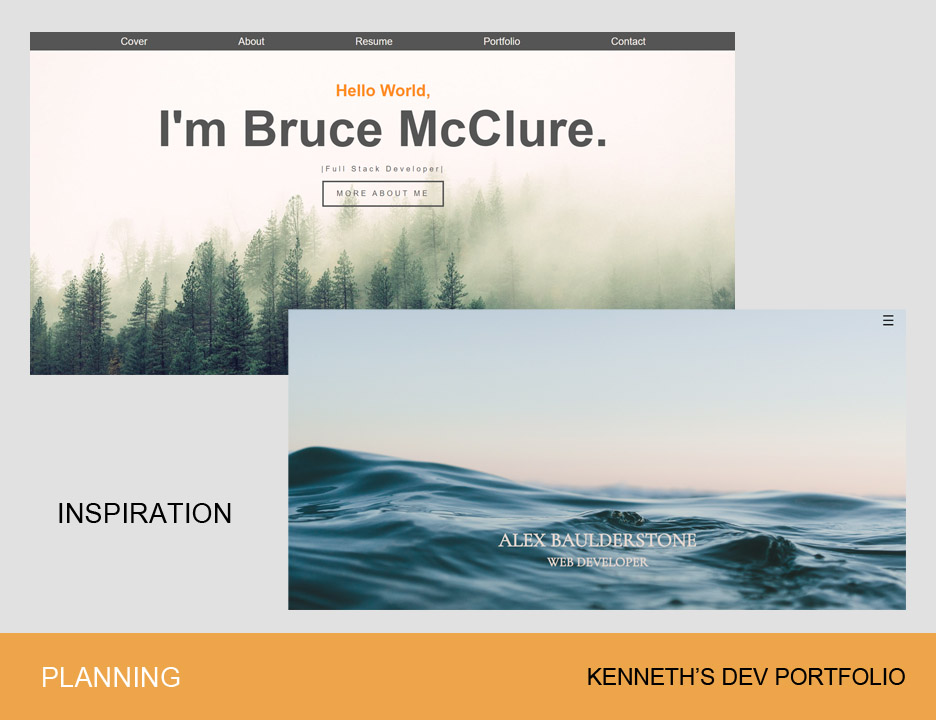 Cover About Resume Portfolio Contact
Hello World,
I'm Bruce McClure.
|Full Stack Developer|
MORE ABOUT ME
ALEX BAULDERSTONE
WEB DEVELOPER
INSPIRATION
PLANNING
KENNETH’S DEV PORTFOLIO